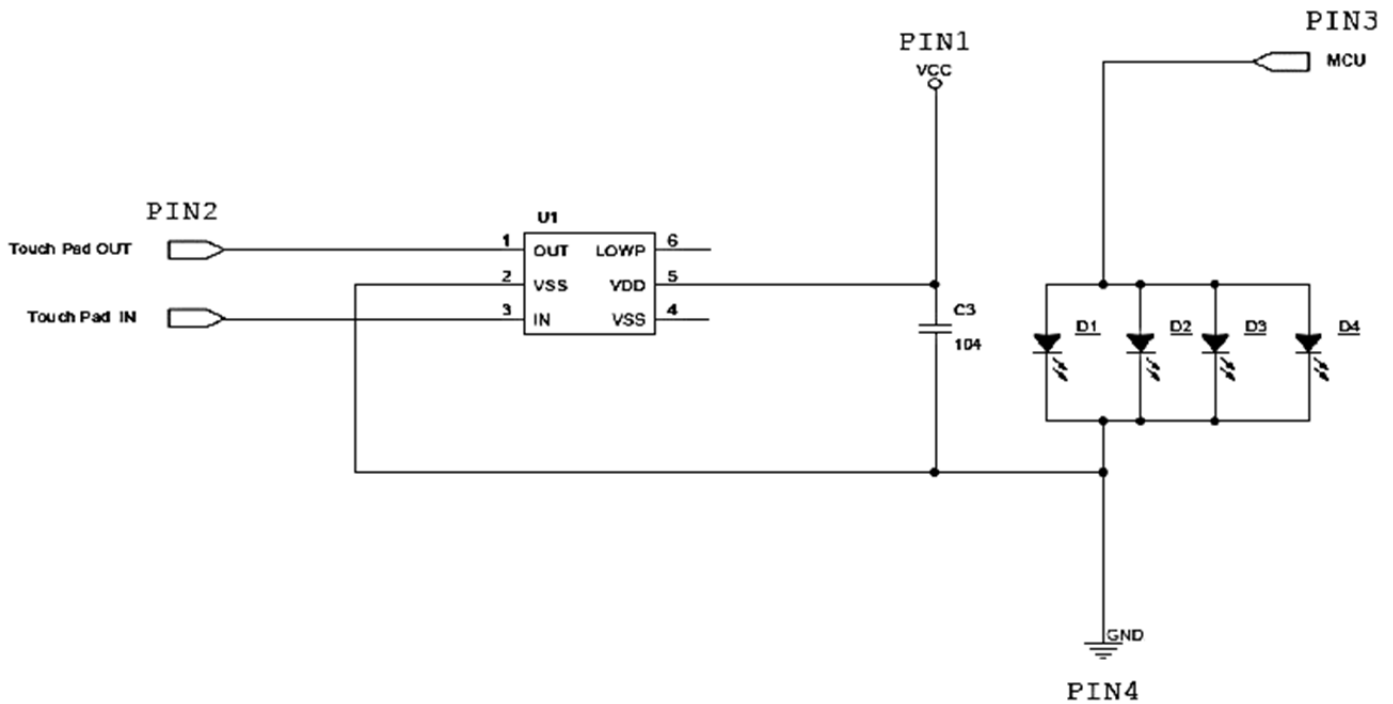 PIN3
MCU
PIN1
VCC
PIN2
U1
Touch Pad OUT
1
OUT
LOWP
6
2
VSS
VDD
5
Touch Pad IN
3
IN
VSS
4
C3
104
D1
D2
D3
D4
GND
PIN4